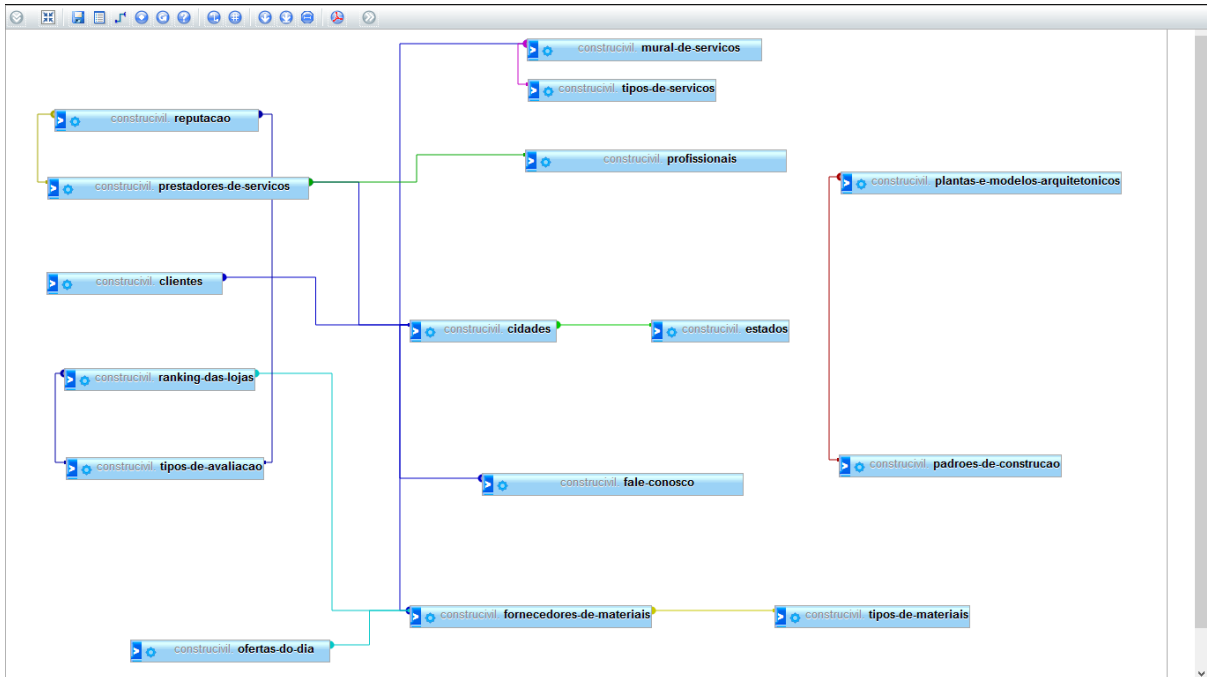 construcivil. mural-de-servicos
construcivil. tipos-de-servicos
construcivil. reputacao
construcivil. profissionais
construcivil. prestadores-de-servicos
construcivil. plantas-e-modelos-arquitetonicos
construcivil. clientes
construcivil. cidades
construcivil. estados
construcivil. ranking-das-lojas
construcivil. tipos-de-avaliacao
construcivil. padroes-de-construcao
construcivil. fale-conosco
construcivil. fornecedores-de-materiais
construcivil. tipos-de-materiais
construcivil. ofertas-do-dia